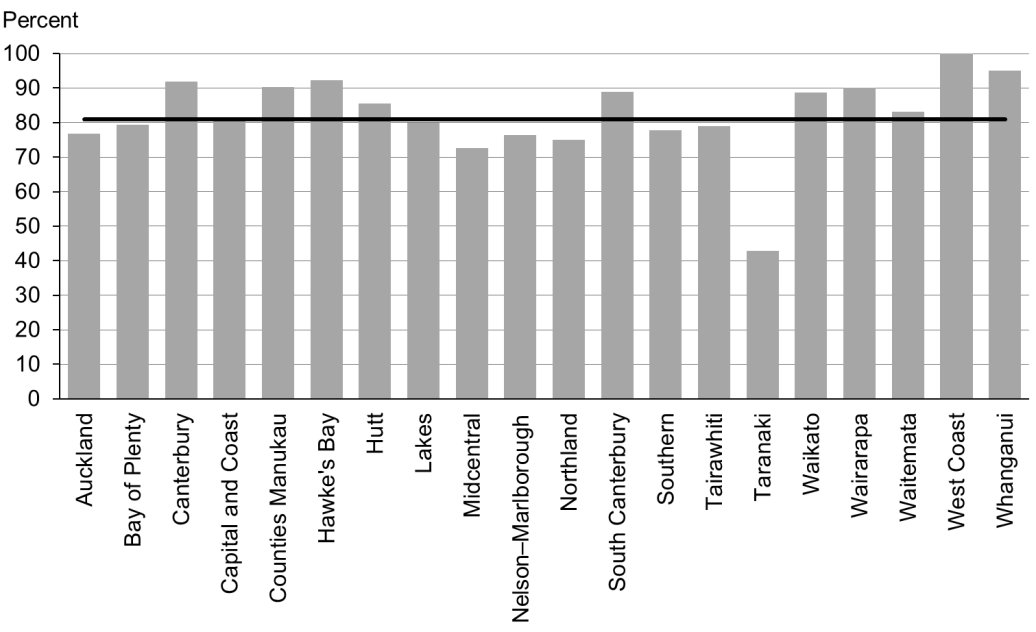 Percent
100
90
80
70
60
50
40
30
20
10
0
Auckland
Bay of Plenty
Canterbury
Capital and Coast
Counties Manukau
Hawke's Bay
Hutt
Lakes
Midcentral
Nelson–Marlborough
Northland
South Canterbury
Southern
Tairawhiti
Taranaki
Waikato
Wairarapa
Waitemata
West Coast
Whanganui